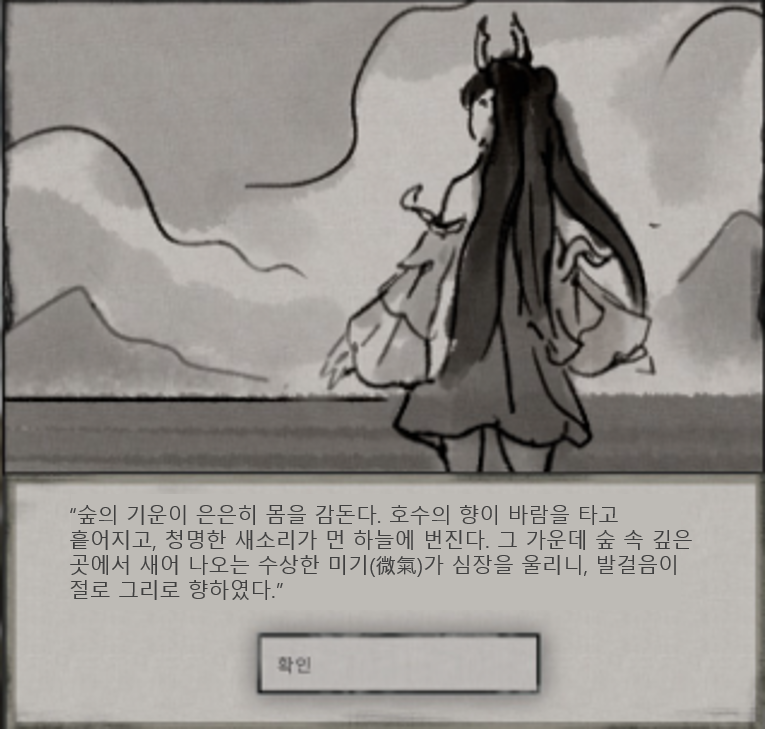 "숲의 기운이 은은히 몸을 감돈다. 호수의 향이 바람을 타고
흩어지고, 청명한 새소리가 먼 하늘에 번진다. 그 가운데 숲 속 깊은
곳에서 새어 나오는 수상한 미기(微氣)가 심장을 울리니, 발걸음이
절로 그리로 향하였다."
확인